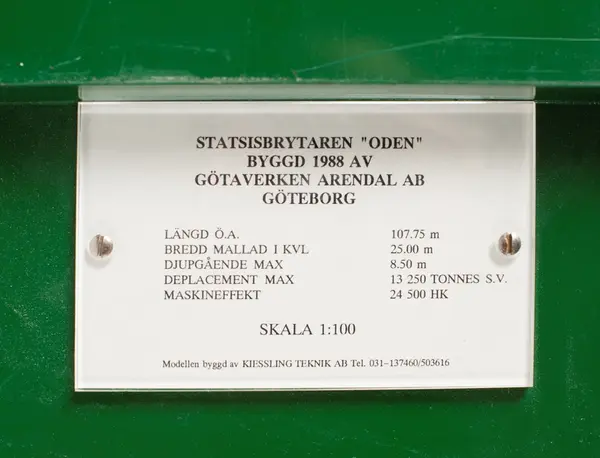 STATSISBRYTAREN "ODEN"
BYGGD 1988 AV
GÖTAVERKEN ARENDAL AB
GÖTEBORG
LÄNGD Ö.A. 107.75 m
BREDD MALLAD I KVL 25.00 m
DJUPGÅENDE MAX 8.50 m
DEPLACEMENT MAX 13 250 TONNES S.V.
MASKINEFFEKT 24 500 HK
SKALA 1:100
Modellen byggd av KIESSLING TEKNIK AB Tel. 031-137460/503616